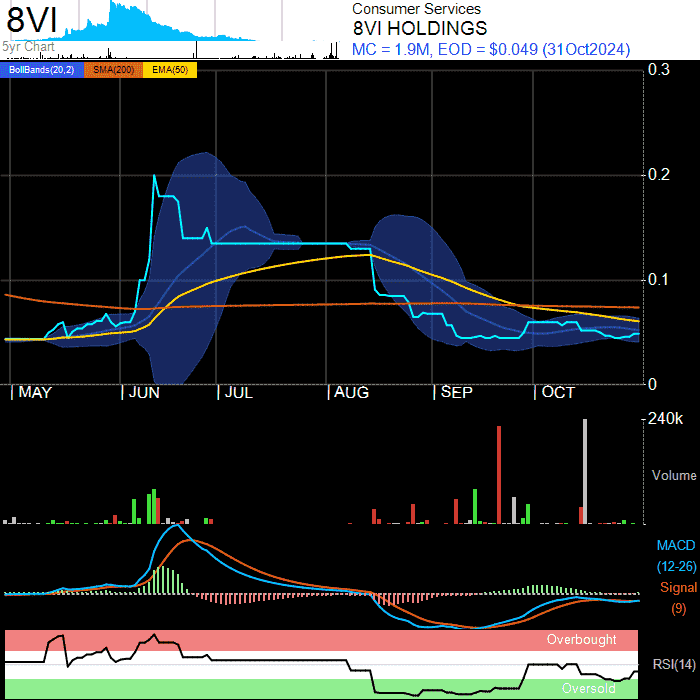 8VI
Consumer Services
8VI HOLDINGS
5yr Chart
MC = 1.9M, EOD = $0.049 (31Oct2024)
BollBands(20,2) SMA(200) EMA(50)
0.3
0.2
0.1
0
MAY JUN JUL AUG SEP OCT
240k
Volume
MACD
(12-26)
Signal
(9)
Overbought
RSI(14)
Oversold